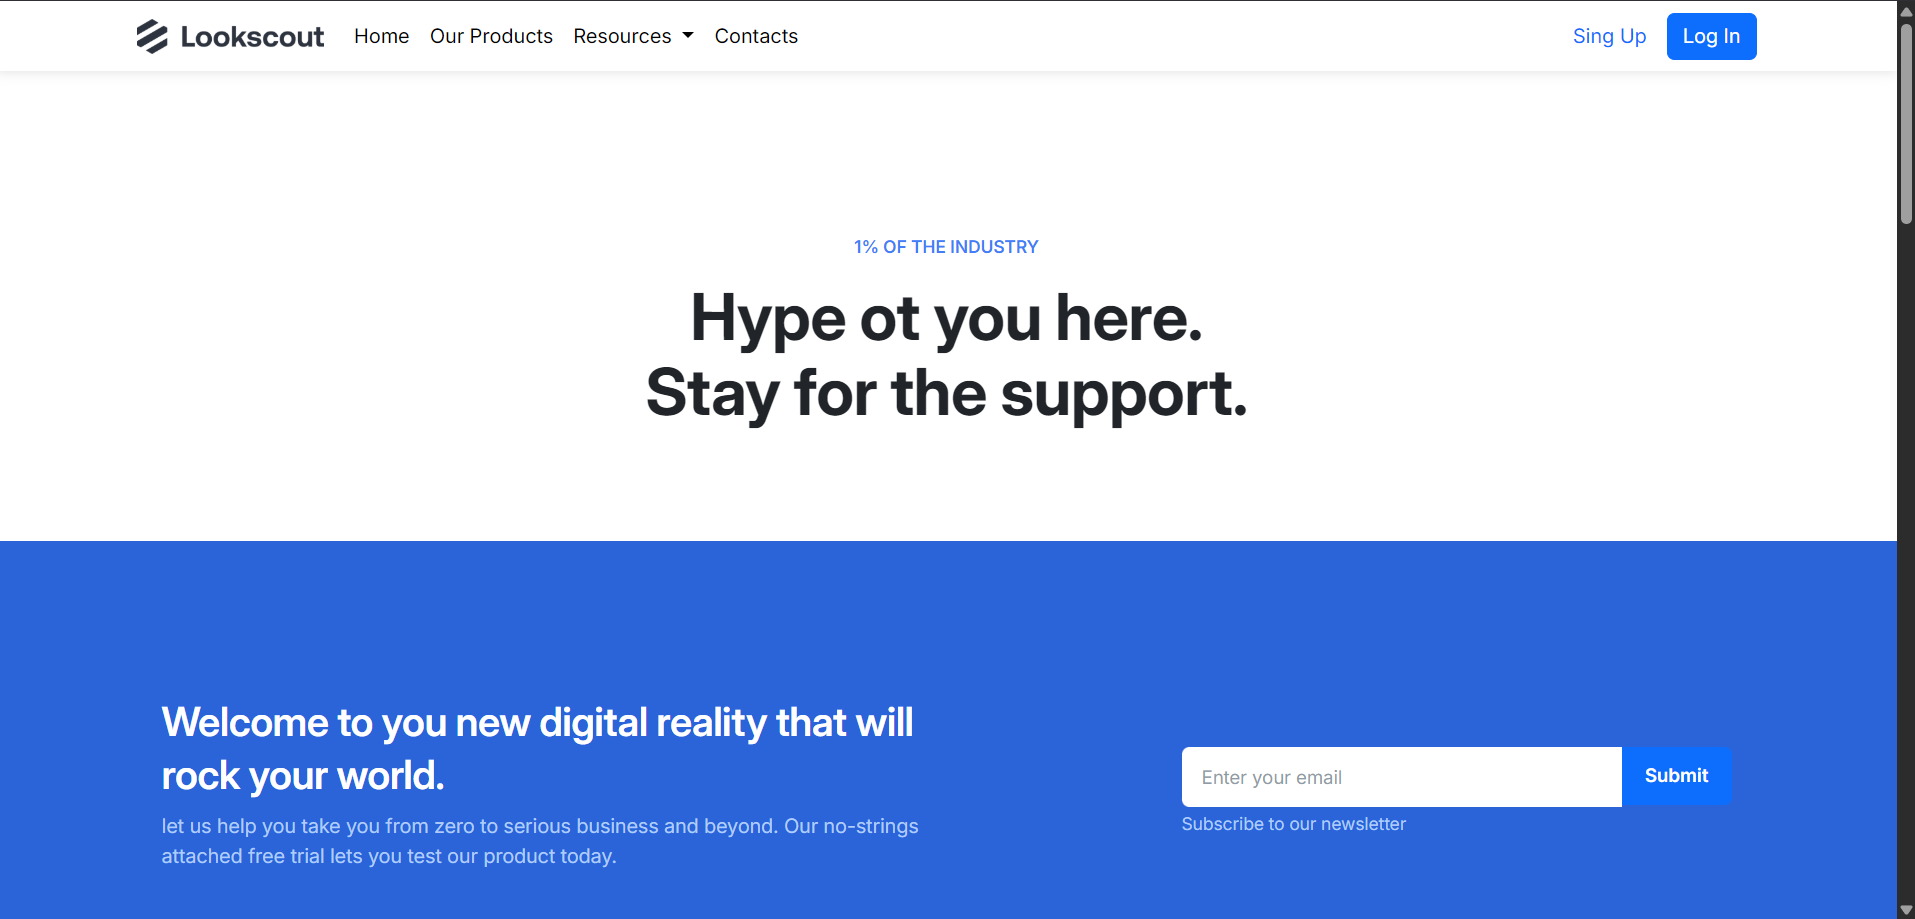 Lookscout Home Our Products Resources Contacts Sing Up Log In
1% OF THE INDUSTRY
Hype ot you here.
Stay for the support.
Welcome to you new digital reality that will
rock your world.
let us help you take you from zero to serious business and beyond. Our no-strings
attached free trial lets you test our product today.
Enter your email Submit
Subscribe to our newsletter